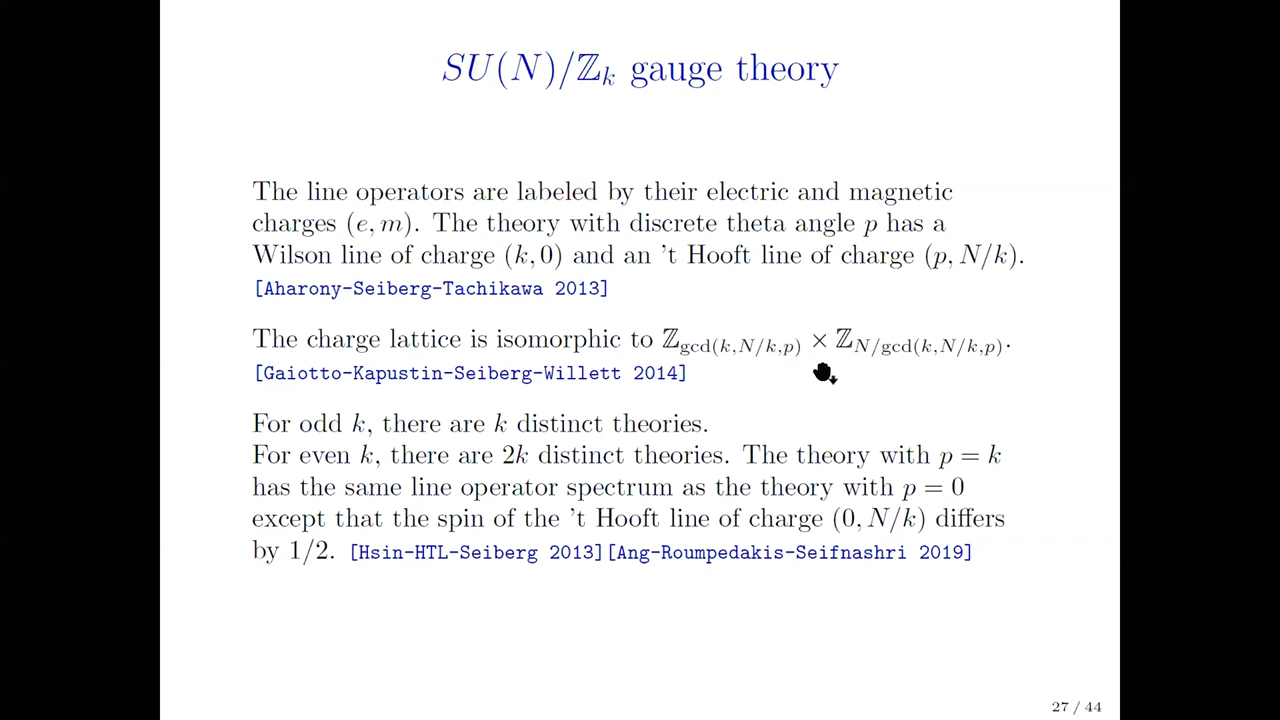 SU(N)/ℤₖ gauge theory
The line operators are labeled by their electric and magnetic
charges (e, m). The theory with discrete theta angle p has a
Wilson line of charge (k, 0) and an 't Hooft line of charge (p, N/k).
[Aharony-Seiberg-Tachikawa 2013]
The charge lattice is isomorphic to ℤ_{gcd(k,N/k,p)} × ℤ_{N/gcd(k,N/k,p)}.
[Gaiotto-Kapustin-Seiberg-Willett 2014]
For odd k, there are k distinct theories.
For even k, there are 2k distinct theories. The theory with p = k
has the same line operator spectrum as the theory with p = 0
except that the spin of the 't Hooft line of charge (0, N/k) differs
by 1/2. [Hsin-HTL-Seiberg 2013][Ang-Roumpedakis-Seifnashri 2019]
27 / 44